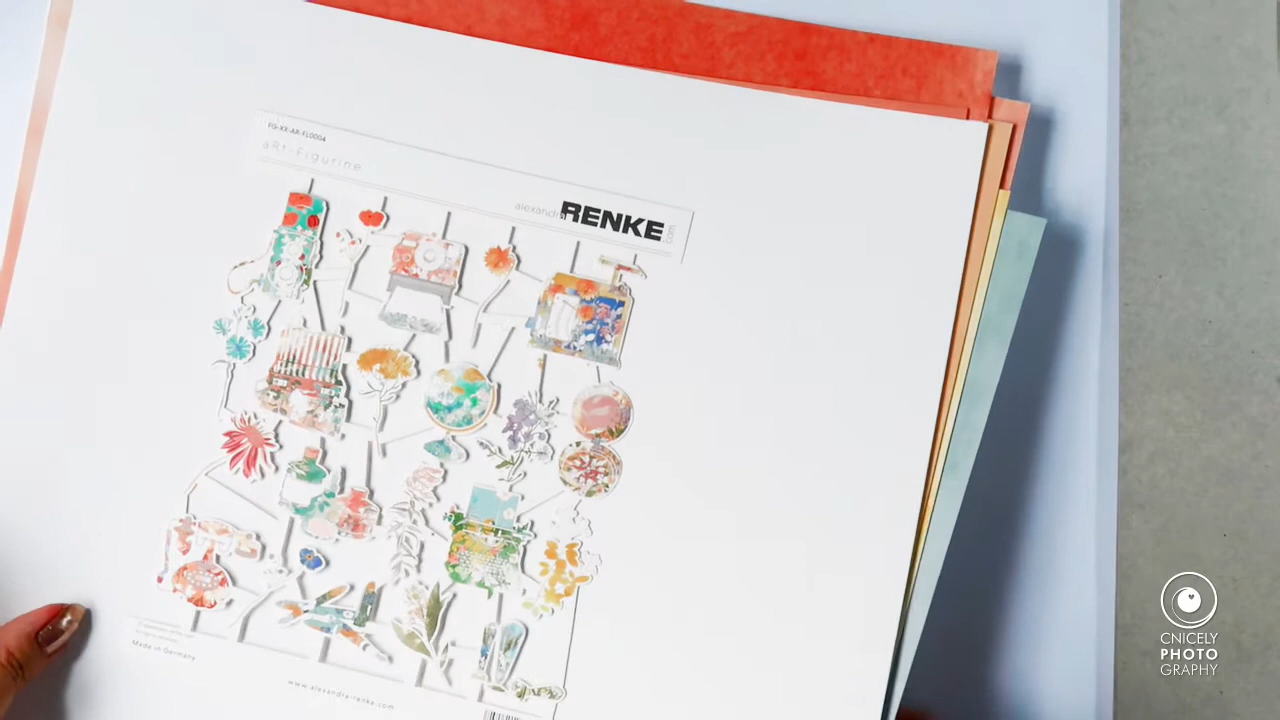 FG-XX-AR-FL0004
aRt-Figurine
alexandra RENKE .com
Made in Germany
www.alexandra-renke.com
CNICELY
PHOTO
GRAPHY